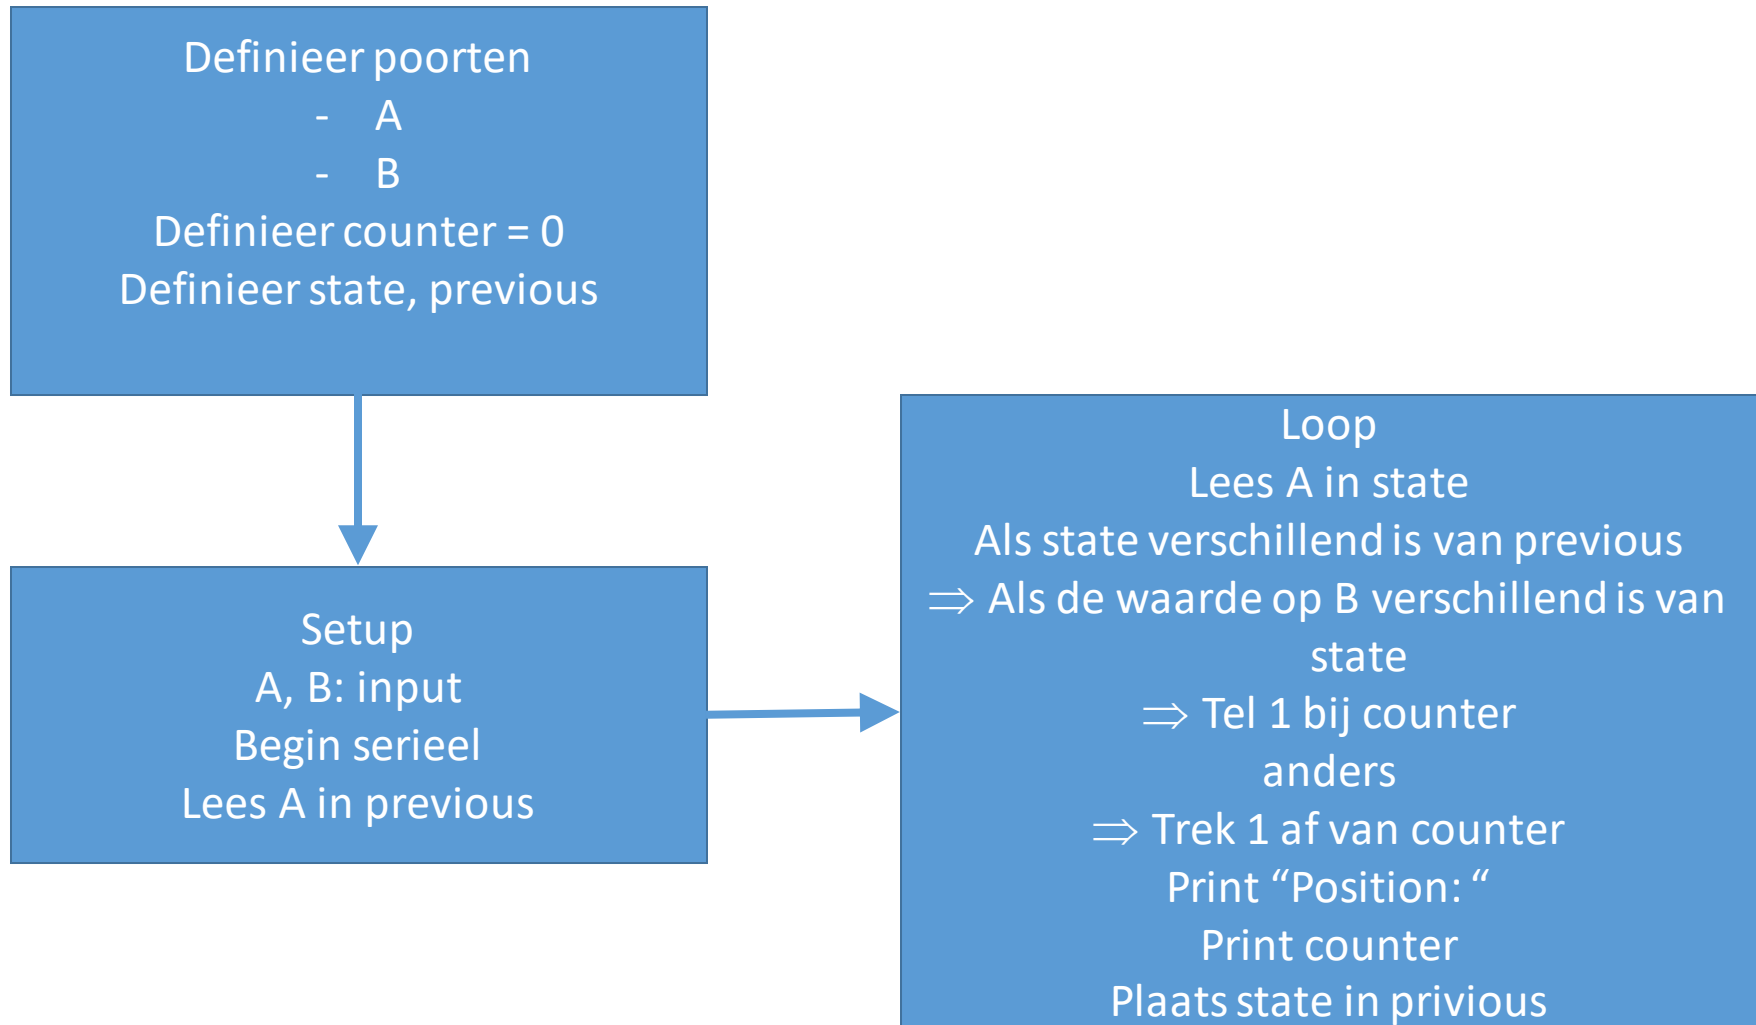 Definieer poorten
- A
- B
Definieer counter = 0
Definieer state, previous
Setup
A, B: input
Begin serieel
Lees A in previous
Loop
Lees A in state
Als state verschillend is van previous
⇒ Als de waarde op B verschillend is van
state
⇒ Tel 1 bij counter
anders
⇒ Trek 1 af van counter
Print “Position: “
Print counter
Plaats state in privious